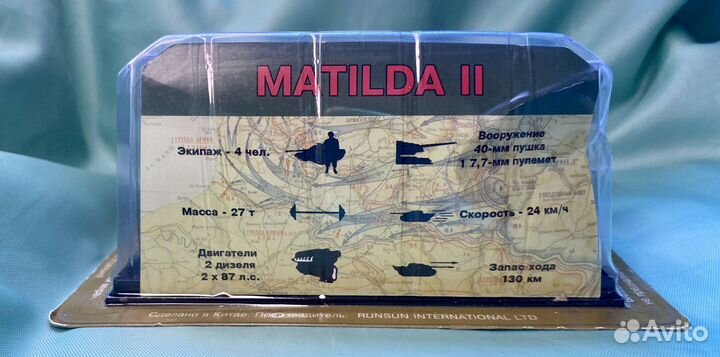 MATILDA II
Экипаж - 4 чел.
Вооружение
40-мм пушка
1 7,7-мм пулемет
Масса - 27 т
Скорость - 24 км/ч
Двигатели
2 дизеля
2 x 87 л.с.
Запас хода
130 км
Сделано в Китае. Производитель: RUNSUN INTERNATIONAL LTD
Avito